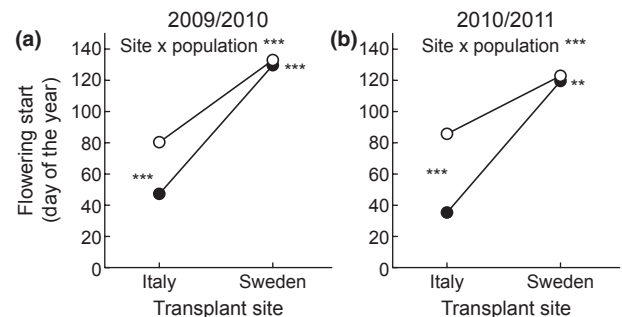 2009/2010
(a)
Site x population ***
Flowering start
(day of the year)
140
120
100
80
60
40
20
0
***
***
Italy
Sweden
Transplant site
2010/2011
(b)
Site x population ***
140
120
100
80
60
40
20
0
***
**
Italy
Sweden
Transplant site